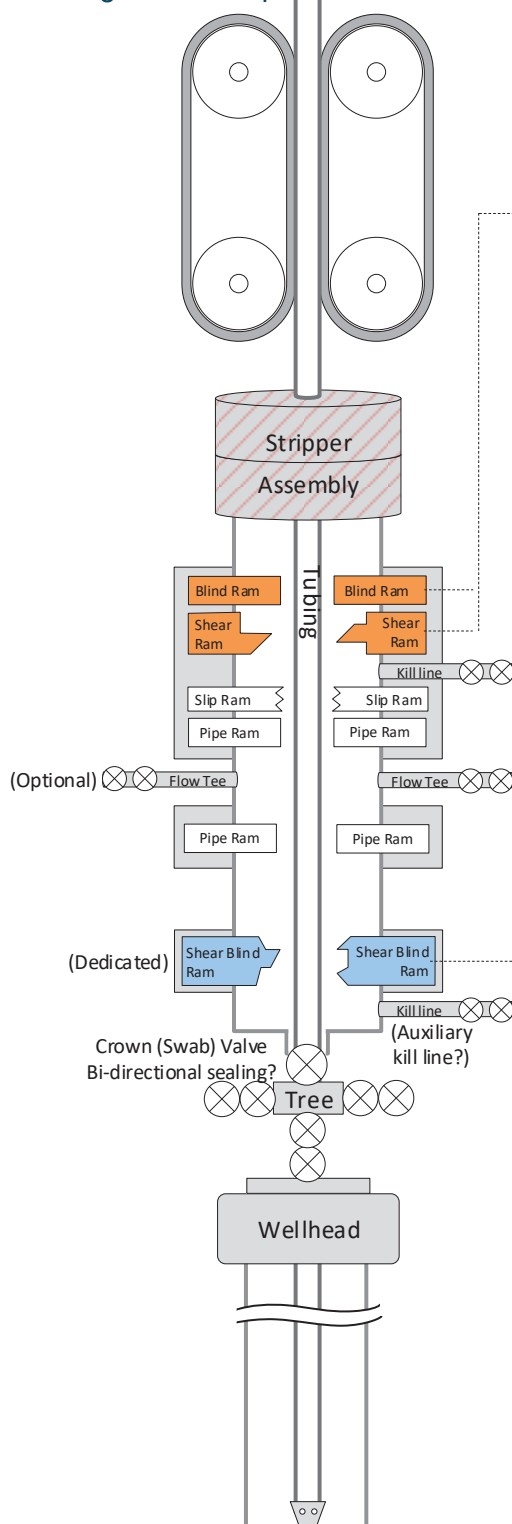 Stripper
Assembly
Tubing
Blind Ram
Blind Ram
Shear
Ram
Shear
Ram
Kill line
Slip Ram
Slip Ram
Pipe Ram
Pipe Ram
(Optional)
Flow Tee
Flow Tee
Pipe Ram
Pipe Ram
(Dedicated)
Shear Blind
Ram
Shear Blind
Ram
Kill line
(Auxiliary
kill line?)
Crown (Swab) Valve
Bi-directional sealing?
Tree
Wellhead